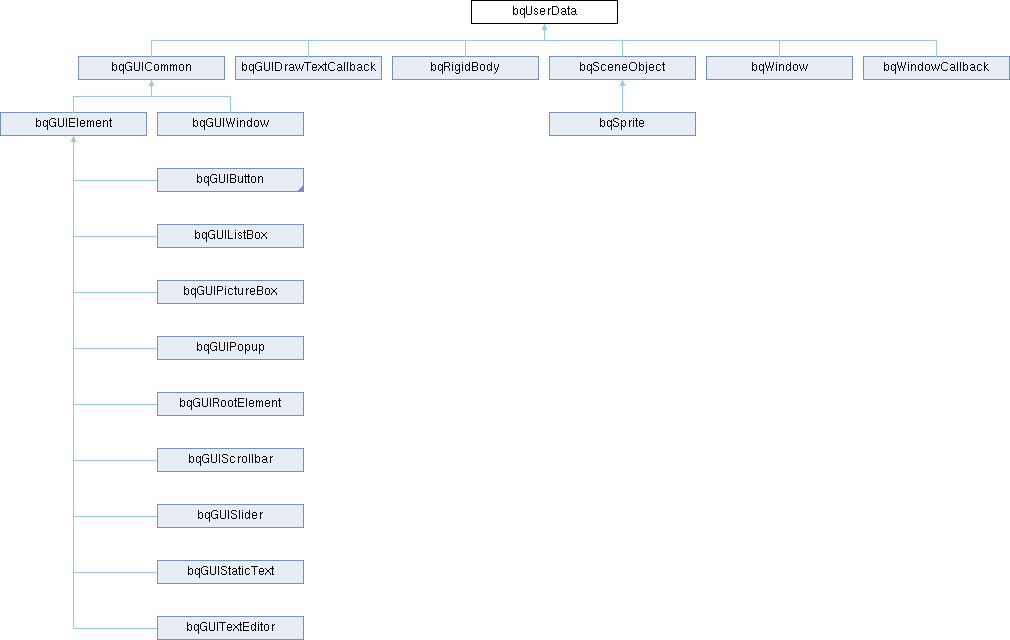 bqUserData
bqGUICommon
bqGUIDrawTextCallback
bqRigidBody
bqSceneObject
bqWindow
bqWindowCallback
bqGUIElement
bqGUIWindow
bqSprite
bqGUIButton
bqGUIListBox
bqGUIPictureBox
bqGUIPopup
bqGUIRootElement
bqGUIScrollbar
bqGUISlider
bqGUIStaticText
bqGUITextEditor